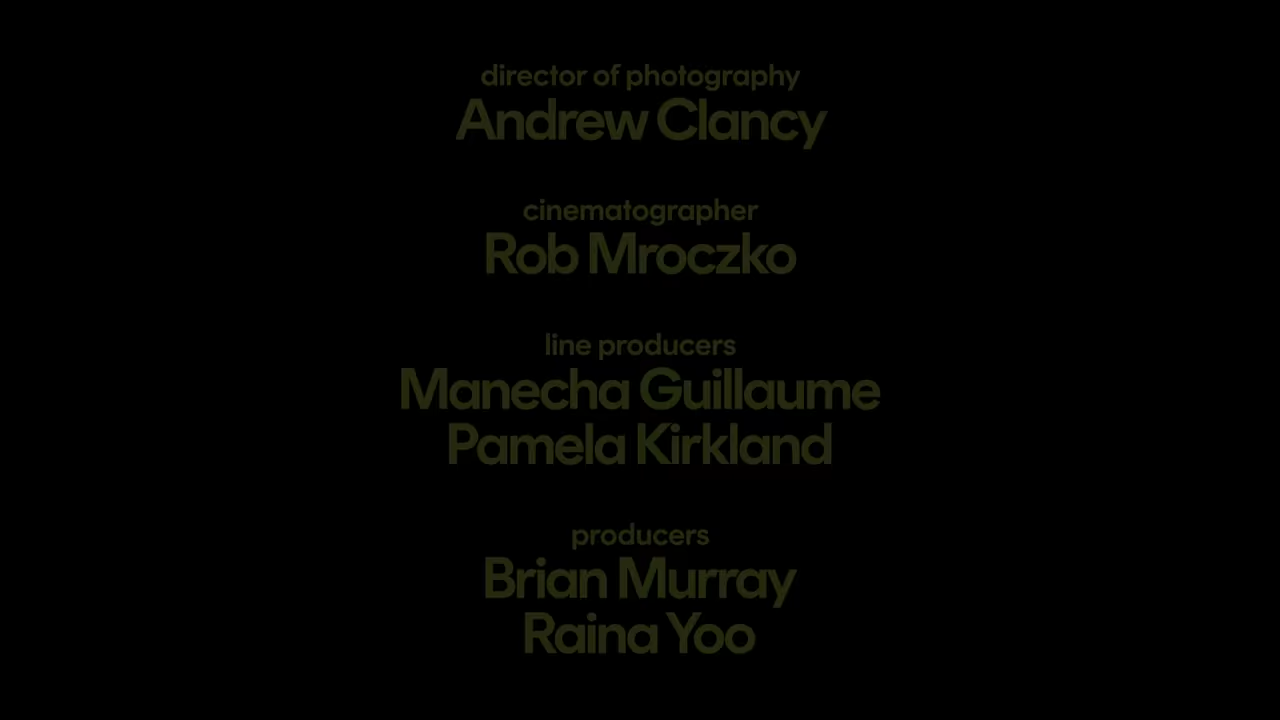 director of photography
Andrew Clancy
cinematographer
Rob Mroczko
line producers
Manecha Guillaume
Pamela Kirkland
producers
Brian Murray
Raina Yoo